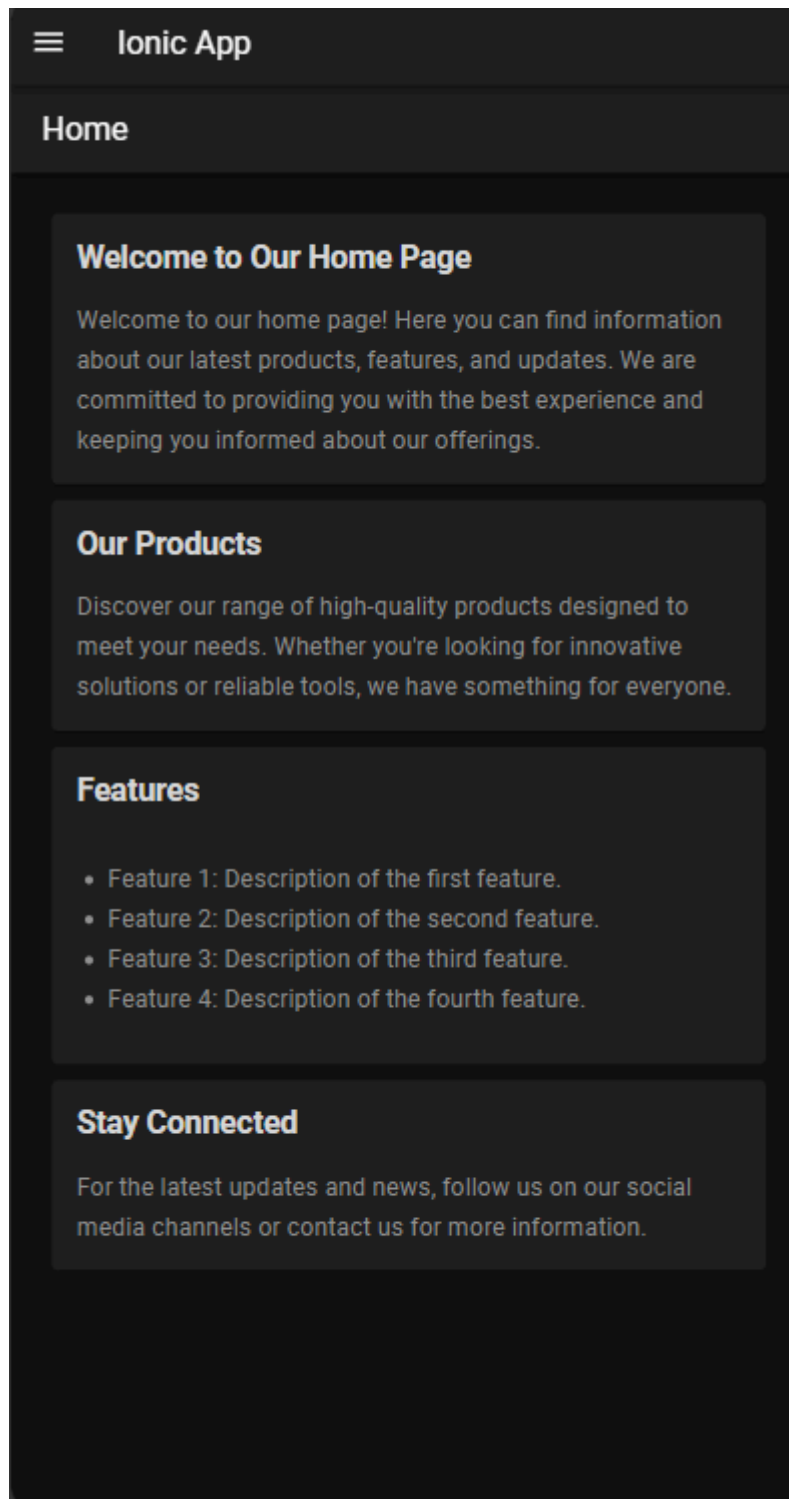 Ionic App
Home
Welcome to Our Home Page
Welcome to our home page! Here you can find information
about our latest products, features, and updates. We are
committed to providing you with the best experience and
keeping you informed about our offerings.
Our Products
Discover our range of high-quality products designed to
meet your needs. Whether you're looking for innovative
solutions or reliable tools, we have something for everyone.
Features
• Feature 1: Description of the first feature.
• Feature 2: Description of the second feature.
• Feature 3: Description of the third feature.
• Feature 4: Description of the fourth feature.
Stay Connected
For the latest updates and news, follow us on our social
media channels or contact us for more information.